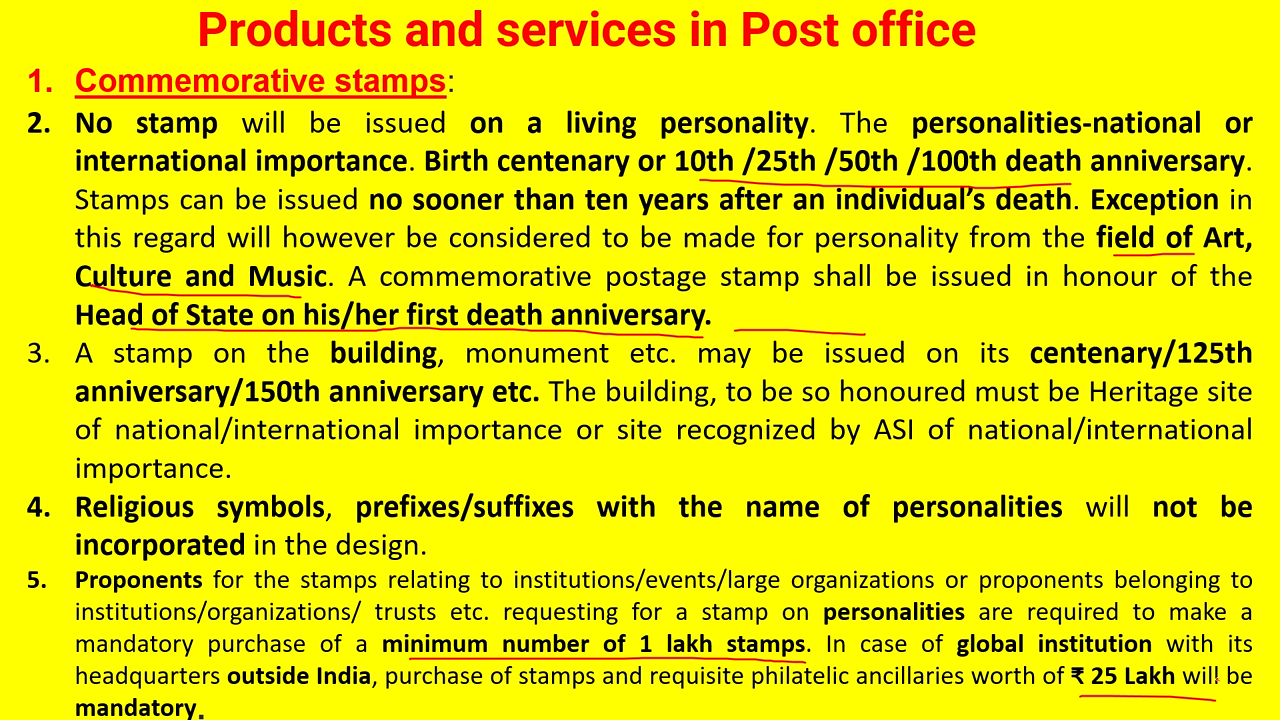 Products and services in Post office
1. Commemorative stamps:
2. No stamp will be issued on a living personality. The personalities-national or
international importance. Birth centenary or 10th /25th /50th /100th death anniversary.
Stamps can be issued no sooner than ten years after an individual’s death. Exception in
this regard will however be considered to be made for personality from the field of Art,
Culture and Music. A commemorative postage stamp shall be issued in honour of the
Head of State on his/her first death anniversary.
3. A stamp on the building, monument etc. may be issued on its centenary/125th
anniversary/150th anniversary etc. The building, to be so honoured must be Heritage site
of national/international importance or site recognized by ASI of national/international
importance.
4. Religious symbols, prefixes/suffixes with the name of personalities will not be
incorporated in the design.
5. Proponents for the stamps relating to institutions/events/large organizations or proponents belonging to
institutions/organizations/ trusts etc. requesting for a stamp on personalities are required to make a
mandatory purchase of a minimum number of 1 lakh stamps. In case of global institution with its
headquarters outside India, purchase of stamps and requisite philatelic ancillaries worth of ₹ 25 Lakh will be
mandatory.